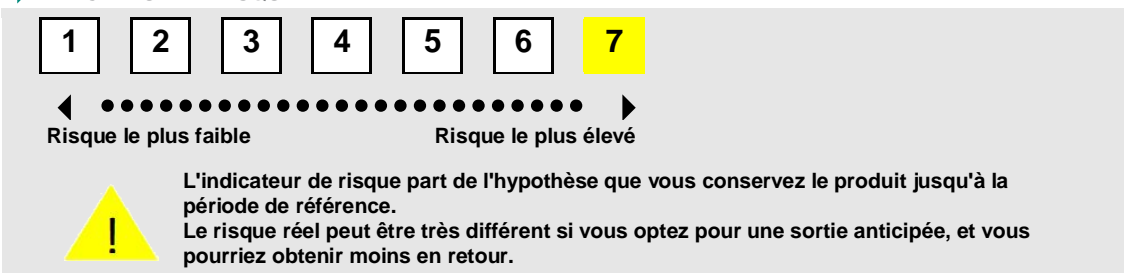 1 2 3 4 5 6 7
Risque le plus faible Risque le plus élevé
L'indicateur de risque part de l'hypothèse que vous conservez le produit jusqu'à la
période de référence.
Le risque réel peut être très différent si vous optez pour une sortie anticipée, et vous
! pourriez obtenir moins en retour.